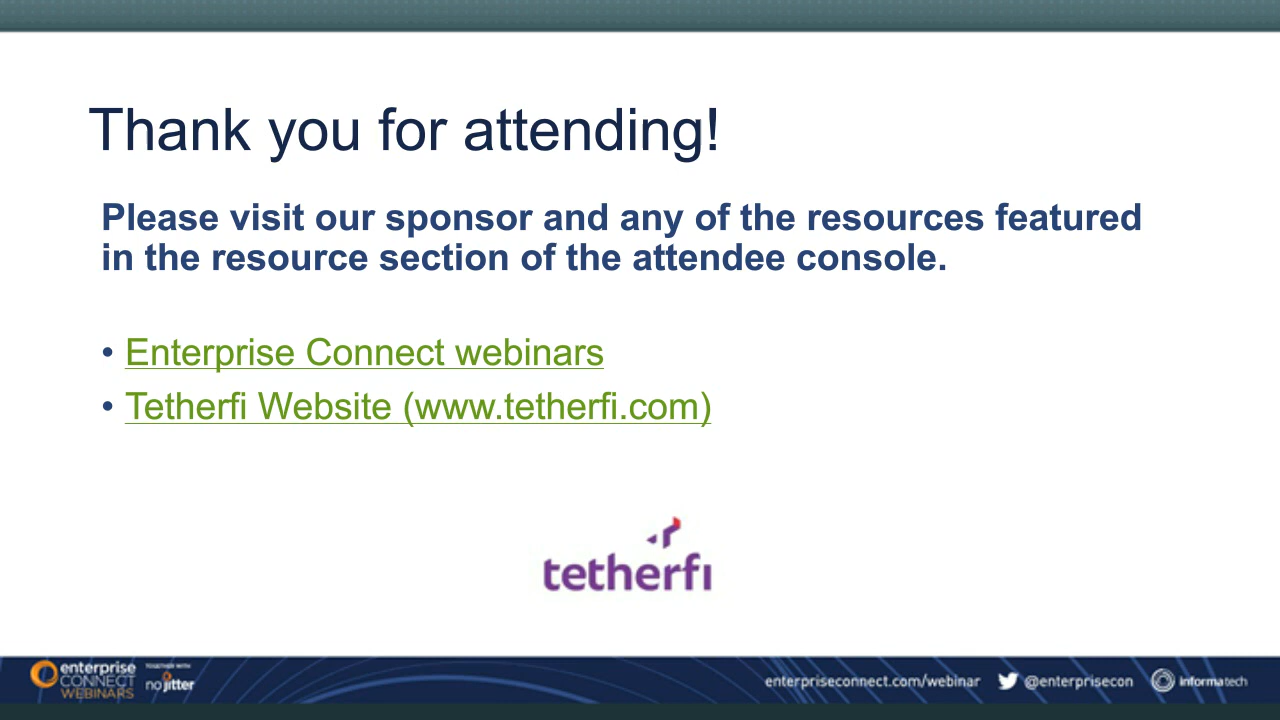 Thank you for attending!
Please visit our sponsor and any of the resources featured
in the resource section of the attendee console.
• Enterprise Connect webinars
• Tetherfi Website (www.tetherfi.com)
tetherfi
enterprise
CONNECT
WEBINARS
TOGETHER WITH
nojitter
enterpriseconnect.com/webinar
@enterprisecon
informatech